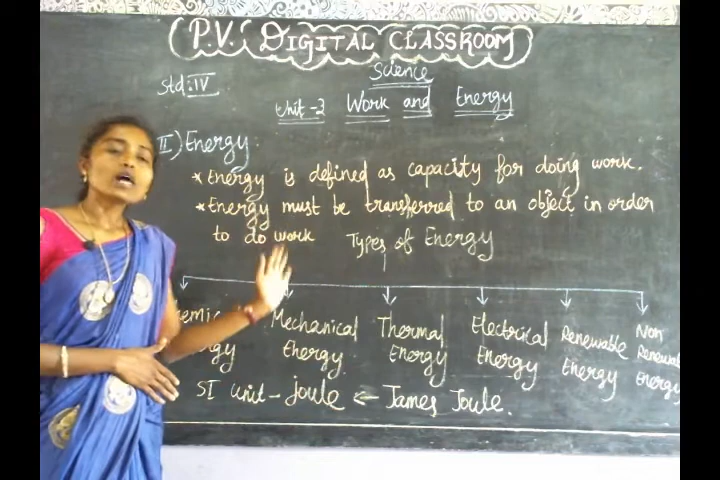 (P.V. DIGITAL CLASSROOM)
Science
Std: IV
Unit-3 Work and Energy
II) Energy:
* Energy is defined as capacity for doing work.
* Energy must be transferred to an object in order
to do work
Types of Energy
Mechanical Energy
Thermal Energy
Electrical Energy
Renewable Energy
Non Renewable Energy
SI unit - joule ← James Joule.